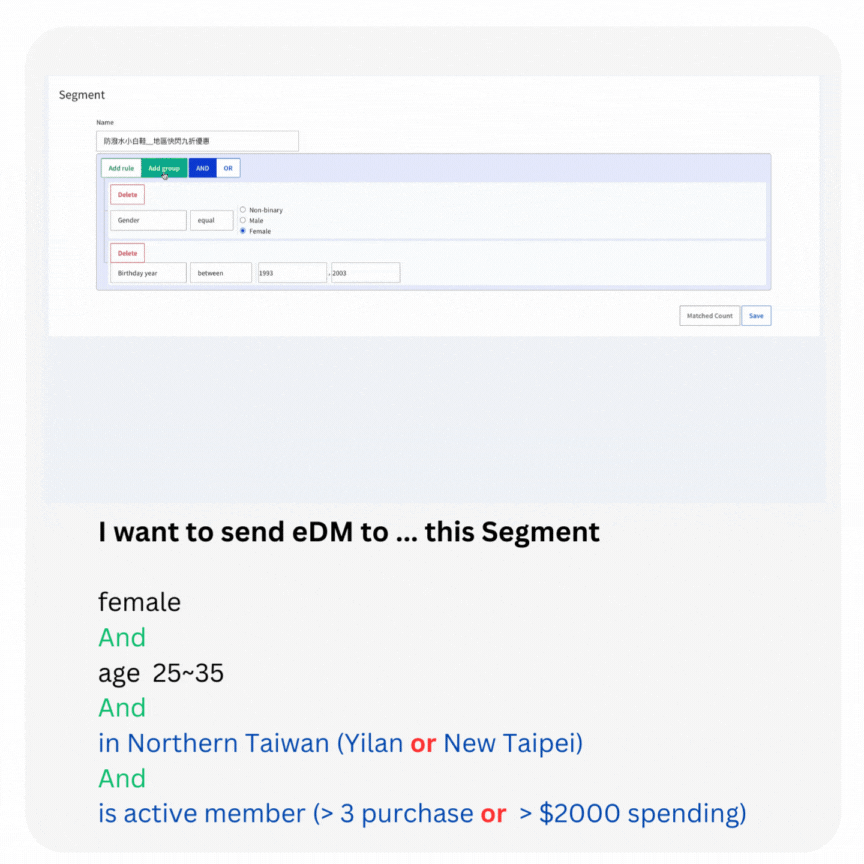 Segment
Name
防潑水小白鞋__地區快閃九折優惠
Add rule Add group AND OR
Delete
Gender equal
Non-binary
Male
Female
Delete
Birthday year between 1993 , 2003
Matched Count Save
I want to send eDM to ... this Segment
female
And
age 25~35
And
in Northern Taiwan (Yilan or New Taipei)
And
is active member (> 3 purchase or > $2000 spending)